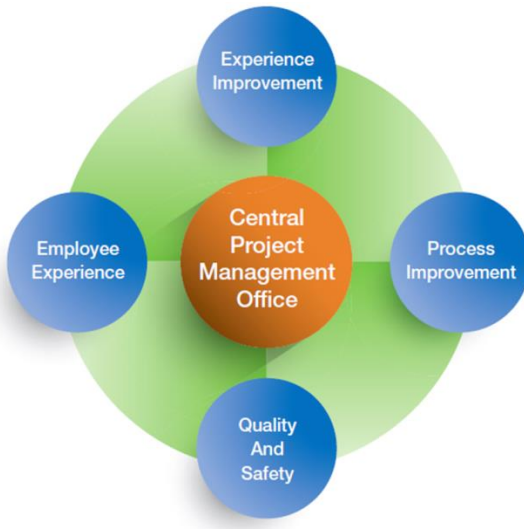 Experience
Improvement
Central
Project
Management
Office
Employee
Experience
Process
Improvement
Quality
And
Safety